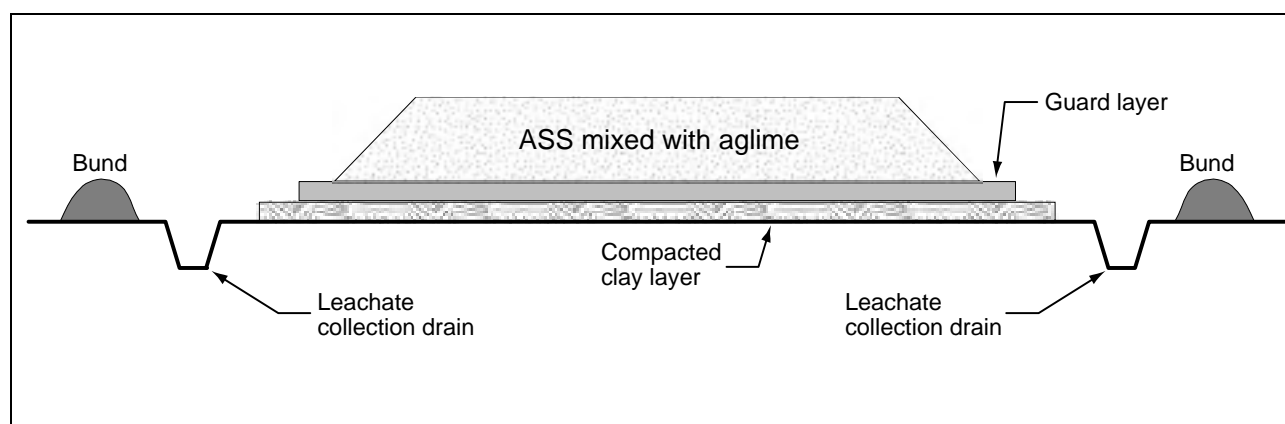 Guard layer
ASS mixed with aglime
Bund
Bund
Compacted
clay layer
Leachate
collection drain
Leachate
collection drain